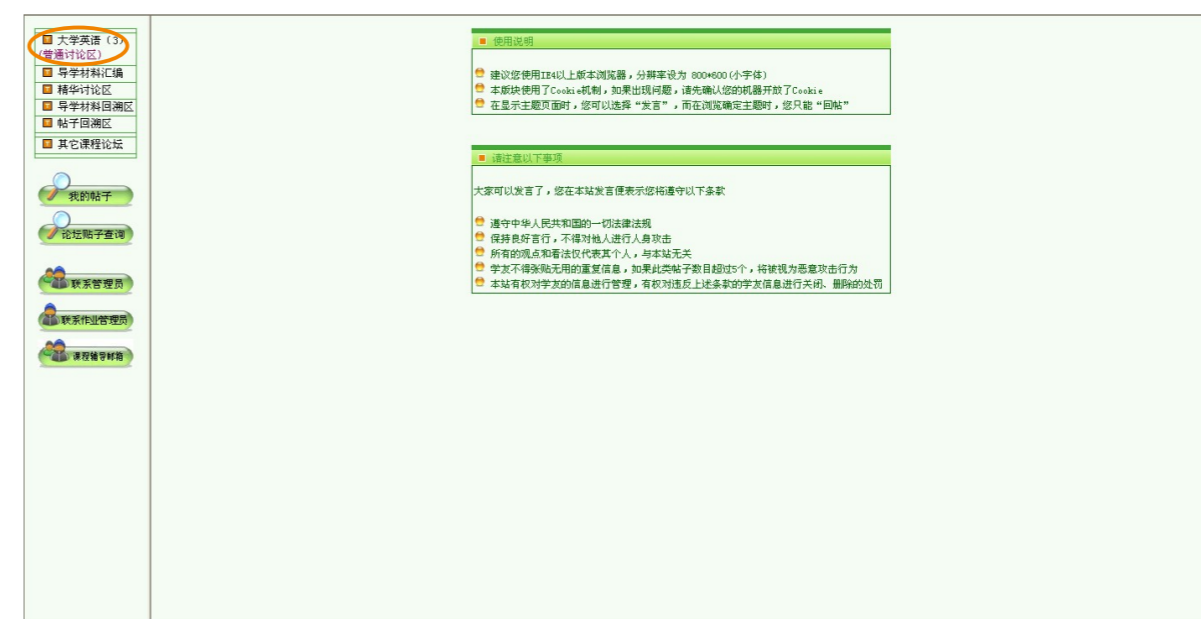 大学英语（3）
(普通讨论区)
导学材料汇编
精华讨论区
导学材料回溯区
帖子回溯区
其它课程论坛
我的帖子
论坛贴子查询
联系管理员
联系作业管理员
课程辅导邮箱
使用说明
建议您使用IE4以上版本浏览器，分辨率设为 800*600(小字体)
本版块使用了Cookie机制，如果出现问题，请先确认您的机器开放了Cookie
在显示主题页面时，您可以选择“发言”，而在浏览确定主题时，您只能“回帖”
请注意以下事项
大家可以发言了，您在本站发言便表示您将遵守以下条款
遵守中华人民共和国的一切法律法规
保持良好言行，不得对他人进行人身攻击
所有的观点和看法仅代表其个人，与本站无关
学友不得张贴无用的重复信息，如果此类帖子数目超过5个，将被视为恶意攻击行为
本站有权对学友的信息进行管理，有权对违反上述条款的学友信息进行关闭、删除的处罚